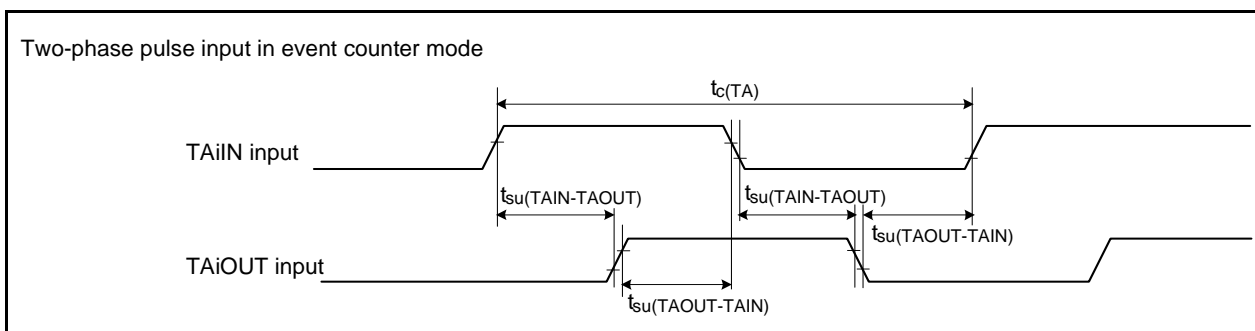 Two-phase pulse input in event counter mode
tc(TA)
TAiIN input
tsu(TAIN-TAOUT)
tsu(TAIN-TAOUT)
tsu(TAOUT-TAIN)
TAiOUT input
tsu(TAOUT-TAIN)